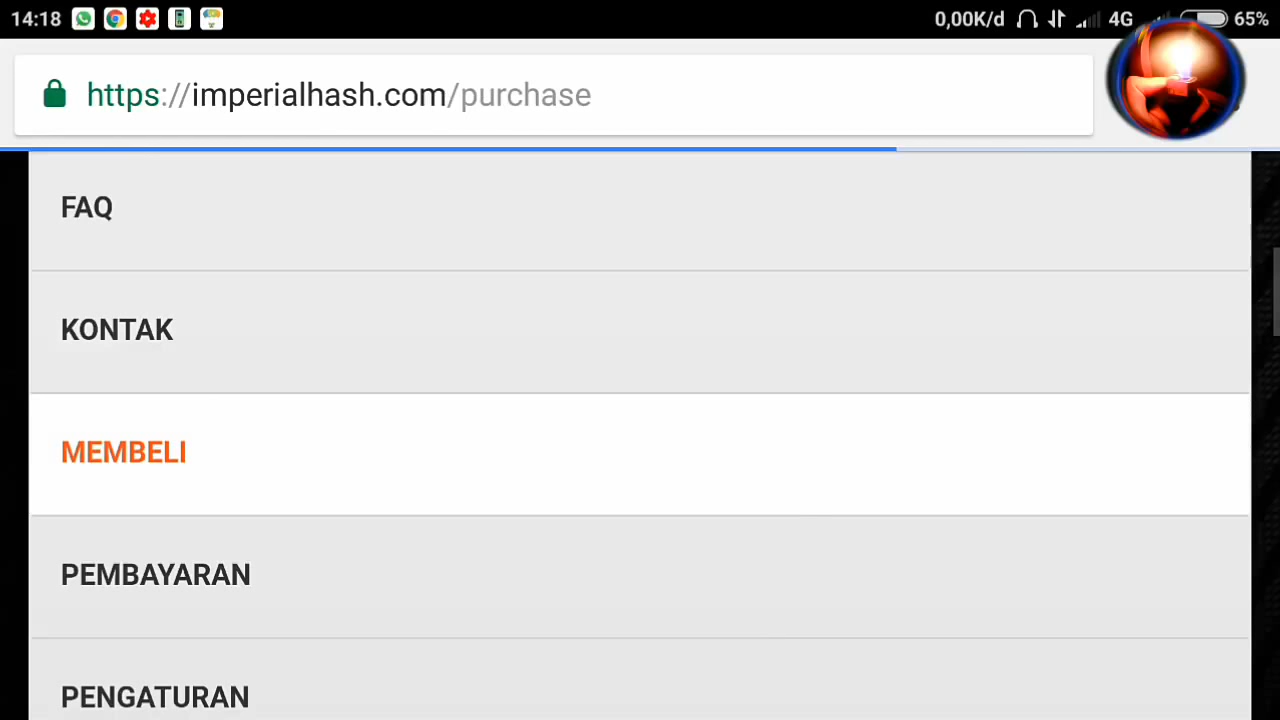 14:18 0,00K/d 4G 65%
https://imperialhash.com/purchase
FAQ
KONTAK
MEMBELI
PEMBAYARAN
PENGATURAN